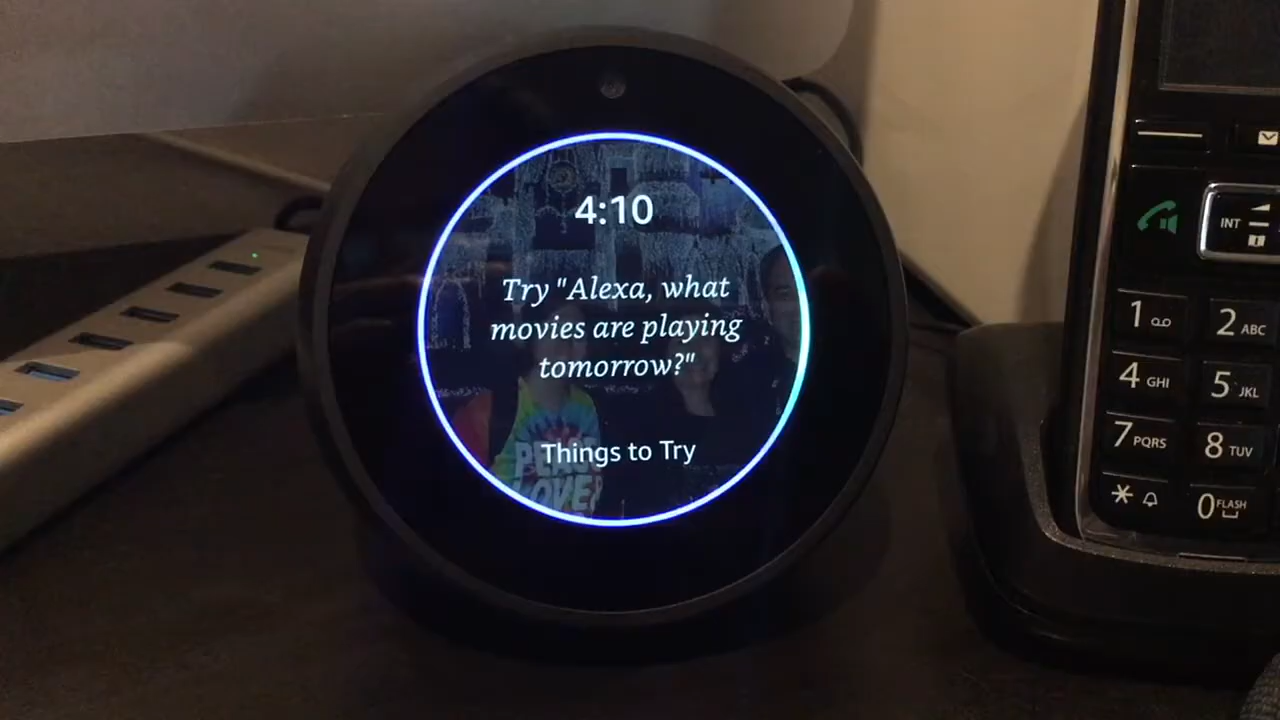 4:10
Try "Alexa, what
movies are playing
tomorrow?"
Things to Try
PEACE
LOVE
INT
1
2 ABC
4 GHI
5 JKL
7 PQRS
8 TUV
* 
0 FLASH